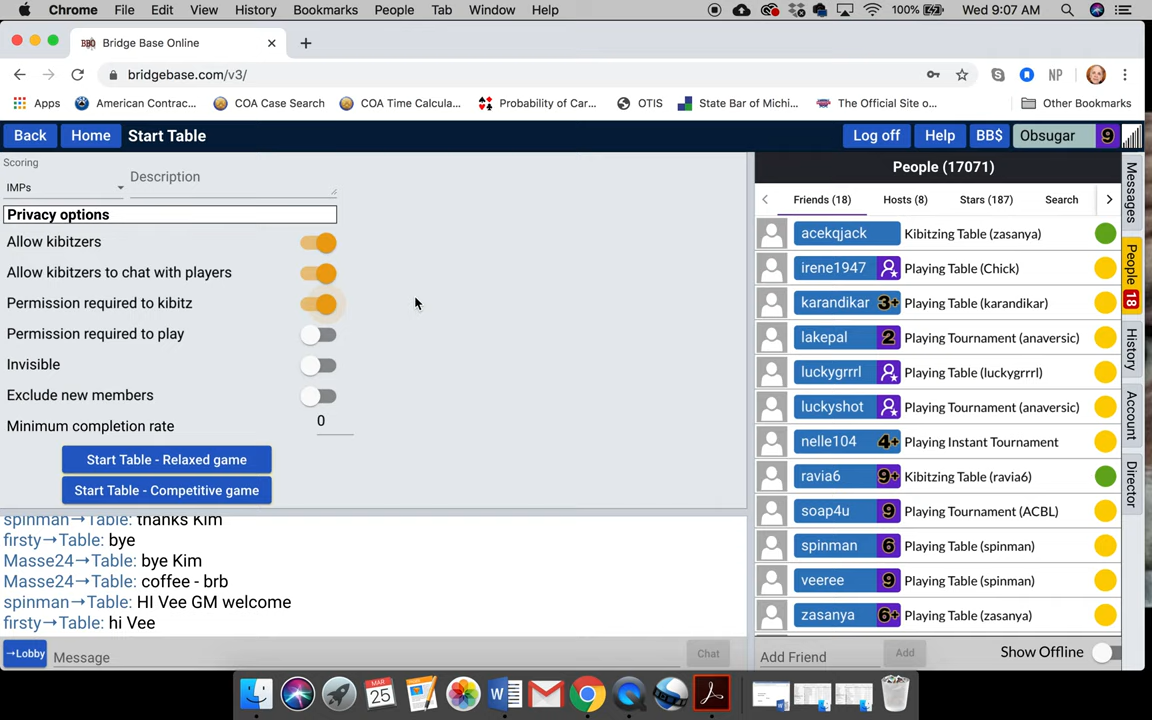 Chrome File Edit View History Bookmarks People Tab Window Help 100% Wed 9:07 AM
BBO Bridge Base Online
bridgebase.com/v3/ NP
Apps American Contrac... COA Case Search COA Time Calcula... Probability of Car... OTIS State Bar of Michi... The Official Site o... Other Bookmarks
Back Home Start Table Log off Help BB$ Obsugar 9
Scoring
IMPs Description
Privacy options
Allow kibitzers
Allow kibitzers to chat with players
Permission required to kibitz
Permission required to play
Invisible
Exclude new members
Minimum completion rate 0
Start Table - Relaxed game
Start Table - Competitive game
spinman→Table: thanks Kim
firsty→Table: bye
Masse24→Table: bye Kim
Masse24→Table: coffee - brb
spinman→Table: HI Vee GM welcome
firsty→Table: hi Vee
→Lobby Message Chat
People (17071)
Friends (18) Hosts (8) Stars (187) Search
acekqjack Kibitzing Table (zasanya)
irene1947 Playing Table (Chick)
karandikar 3+ Playing Table (karandikar)
lakepal 2 Playing Tournament (anaversic)
luckygrrrl Playing Table (luckygrrrl)
luckyshot Playing Tournament (anaversic)
nelle104 4+ Playing Instant Tournament
ravia6 9+ Kibitzing Table (ravia6)
soap4u 9 Playing Table (ACBL)
spinman 6 Playing Table (spinman)
veeree 9 Playing Table (spinman)
zasanya 6+ Playing Table (zasanya)
Add Friend Add Show Offline
Messages
People 18
History
Account
Director
MAR
25